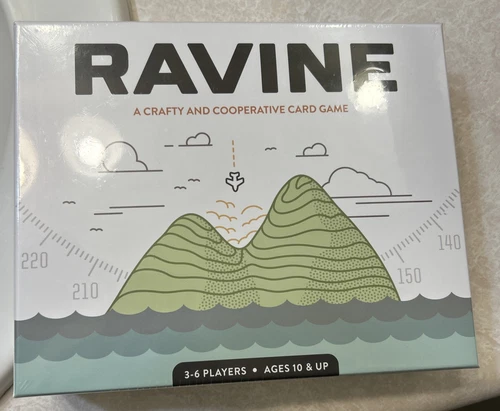 RAVINE
A CRAFTY AND COOPERATIVE CARD GAME
220
210
150
140
3-6 PLAYERS • AGES 10 & UP